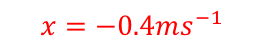 x = −0.4ms⁻¹